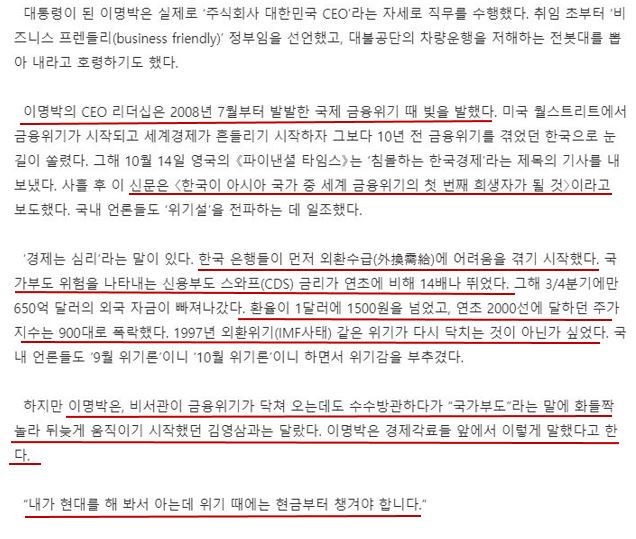 대통령이 된 이명박은 실제로 ‘주식회사 대한민국 CEO’라는 자세로 직무를 수행했다. 취임 초부터 ‘비
즈니스 프렌들리(business friendly)’ 정부임을 선언했고, 대불공단의 차량운행을 저해하는 전봇대를 뽑
아 내라고 호령하기도 했다.
이명박의 CEO 리더십은 2008년 7월부터 발발한 국제 금융위기 때 빛을 발했다. 미국 월스트리트에서
금융위기가 시작되고 세계경제가 흔들리기 시작하자 그보다 10년 전 금융위기를 겪었던 한국으로 눈
길이 쏠렸다. 그해 10월 14일 영국의 《파이낸셜 타임스》는 ‘침몰하는 한국경제’라는 제목의 기사를 내
보냈다. 사흘 후 이 신문은 〈한국이 아시아 국가 중 세계 금융위기의 첫 번째 희생자가 될 것〉이라고
보도했다. 국내 언론들도 ‘위기설’을 전파하는 데 일조했다.
‘경제는 심리’라는 말이 있다. 한국 은행들이 먼저 외환수급(外換需給)에 어려움을 겪기 시작했다. 국
가부도 위험을 나타내는 신용부도 스와프(CDS) 금리가 연초에 비해 14배나 뛰었다. 그해 3/4분기에만
650억 달러의 외국 자금이 빠져나갔다. 환율이 1달러에 1500원을 넘었고, 연초 2000선에 달하던 주가
지수는 900대로 폭락했다. 1997년 외환위기(IMF사태) 같은 위기가 다시 닥치는 것이 아닌가 싶었다. 국
내 언론들도 ‘9월 위기론’이니 ‘10월 위기론’이니 하면서 위기감을 부추겼다.
하지만 이명박은, 비서관이 금융위기가 닥쳐 오는데도 수수방관하다가 “국가부도”라는 말에 화들짝
놀라 뒤늦게 움직이기 시작했던 김영삼과는 달랐다. 이명박은 경제각료들 앞에서 이렇게 말했다고 한
다.
“내가 현대를 해 봐서 아는데 위기 때에는 현금부터 챙겨야 합니다.”